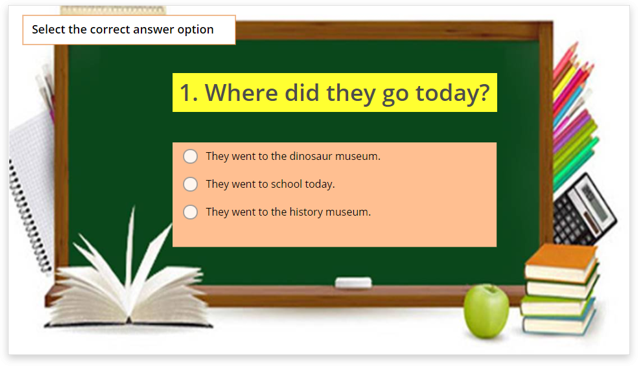 Select the correct answer option
1. Where did they go today?
They went to the dinosaur museum.
They went to school today.
They went to the history museum.